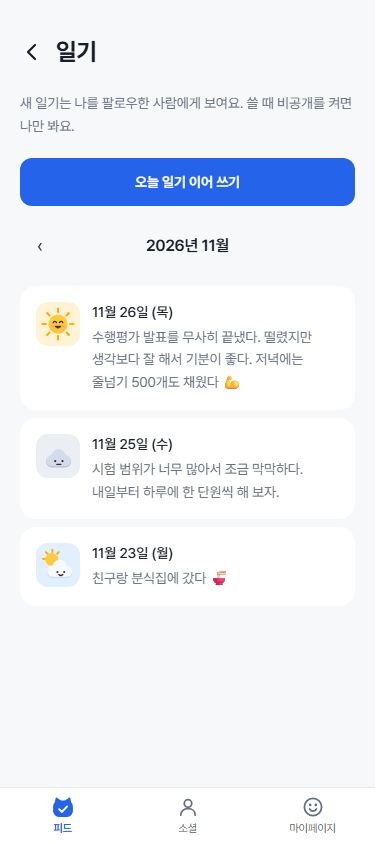 일기
새 일기는 나를 팔로우한 사람에게 보여요. 쓸 때 비공개를 켜면
나만 봐요.
오늘 일기 이어 쓰기
2026년 11월
11월 26일 (목)
수행평가 발표를 무사히 끝냈다. 떨렸지만
생각보다 잘 해서 기분이 좋다. 저녁에는
줄넘기 500개도 채웠다 💪
11월 25일 (수)
시험 범위가 너무 많아서 조금 막막하다.
내일부터 하루에 한 단원씩 해 보자.
11월 23일 (월)
친구랑 분식집에 갔다 🍜
피드
소셜
마이페이지